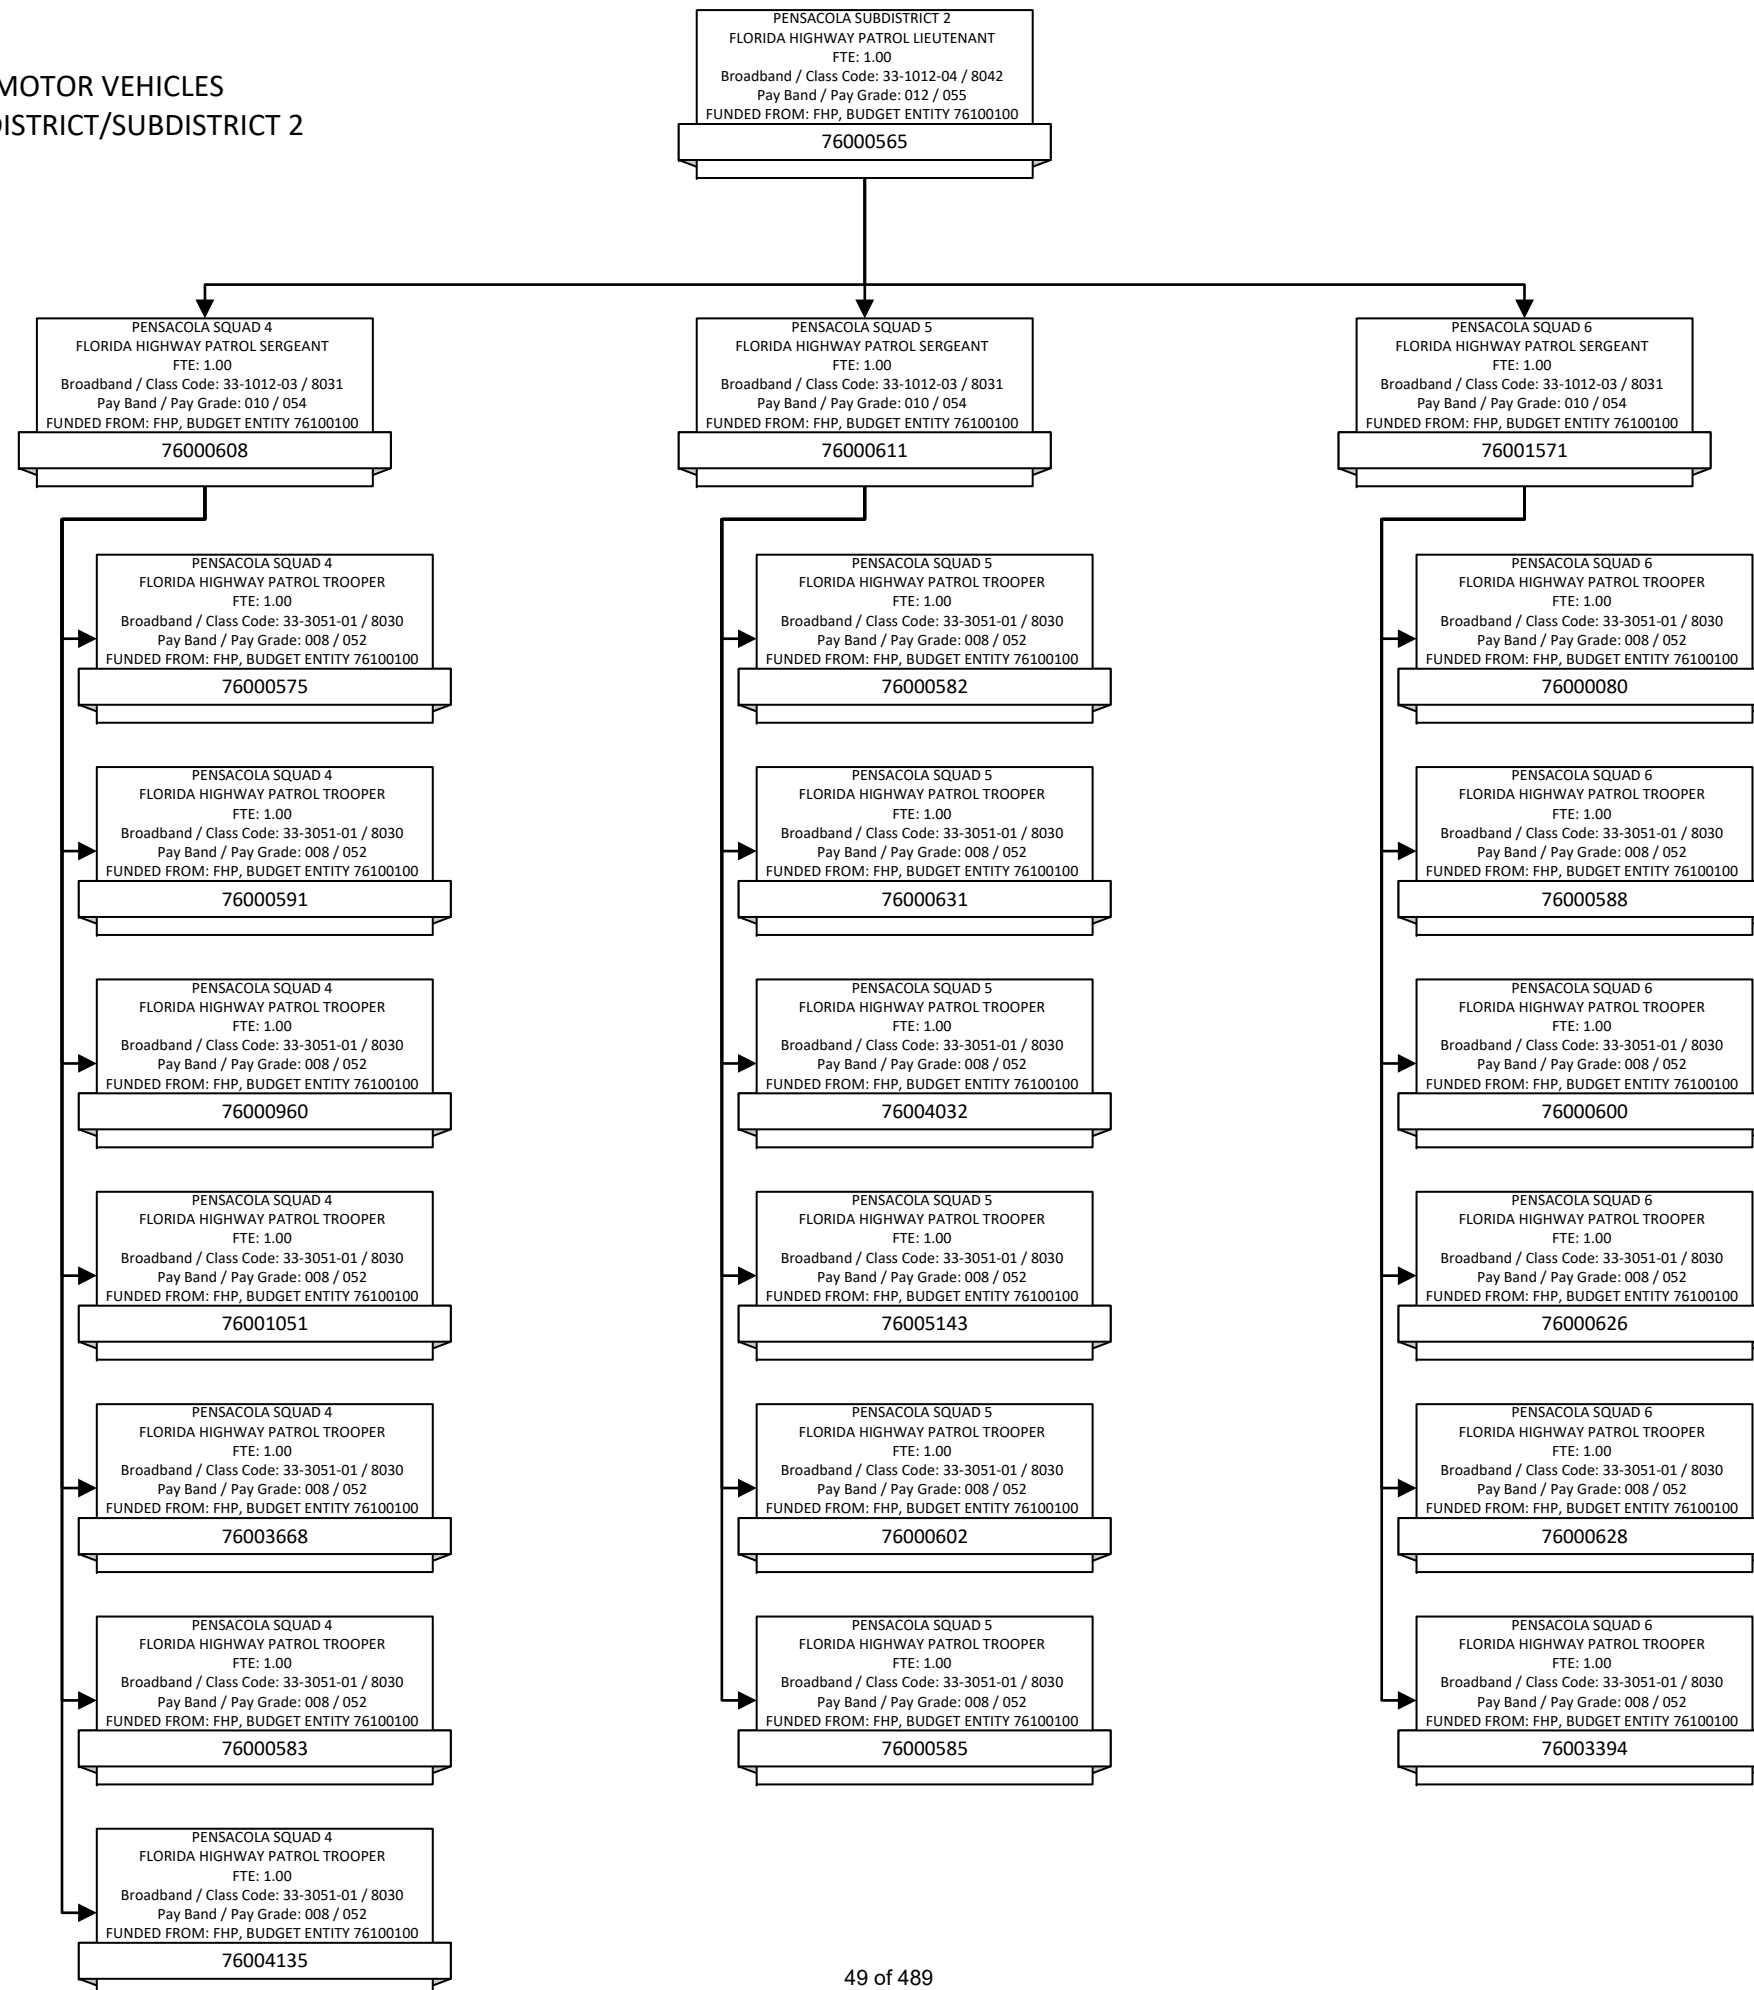 MOTOR VEHICLES
DISTRICT/SUBDISTRICT 2
PENSACOLA SUBDISTRICT 2
FLORIDA HIGHWAY PATROL LIEUTENANT
FTE: 1.00
Broadband / Class Code: 33-1012-04 / 8042
Pay Band / Pay Grade: 012 / 055
FUNDED FROM: FHP, BUDGET ENTITY 76100100
76000565
PENSACOLA SQUAD 4
FLORIDA HIGHWAY PATROL SERGEANT
FTE: 1.00
Broadband / Class Code: 33-1012-03 / 8031
Pay Band / Pay Grade: 010 / 054
FUNDED FROM: FHP, BUDGET ENTITY 76100100
76000608
PENSACOLA SQUAD 4
FLORIDA HIGHWAY PATROL TROOPER
FTE: 1.00
Broadband / Class Code: 33-3051-01 / 8030
Pay Band / Pay Grade: 008 / 052
FUNDED FROM: FHP, BUDGET ENTITY 76100100
76000575
PENSACOLA SQUAD 4
FLORIDA HIGHWAY PATROL TROOPER
FTE: 1.00
Broadband / Class Code: 33-3051-01 / 8030
Pay Band / Pay Grade: 008 / 052
FUNDED FROM: FHP, BUDGET ENTITY 76100100
76000591
PENSACOLA SQUAD 4
FLORIDA HIGHWAY PATROL TROOPER
FTE: 1.00
Broadband / Class Code: 33-3051-01 / 8030
Pay Band / Pay Grade: 008 / 052
FUNDED FROM: FHP, BUDGET ENTITY 76100100
76000960
PENSACOLA SQUAD 4
FLORIDA HIGHWAY PATROL TROOPER
FTE: 1.00
Broadband / Class Code: 33-3051-01 / 8030
Pay Band / Pay Grade: 008 / 052
FUNDED FROM: FHP, BUDGET ENTITY 76100100
76001051
PENSACOLA SQUAD 4
FLORIDA HIGHWAY PATROL TROOPER
FTE: 1.00
Broadband / Class Code: 33-3051-01 / 8030
Pay Band / Pay Grade: 008 / 052
FUNDED FROM: FHP, BUDGET ENTITY 76100100
76003668
PENSACOLA SQUAD 4
FLORIDA HIGHWAY PATROL TROOPER
FTE: 1.00
Broadband / Class Code: 33-3051-01 / 8030
Pay Band / Pay Grade: 008 / 052
FUNDED FROM: FHP, BUDGET ENTITY 76100100
76000583
PENSACOLA SQUAD 4
FLORIDA HIGHWAY PATROL TROOPER
FTE: 1.00
Broadband / Class Code: 33-3051-01 / 8030
Pay Band / Pay Grade: 008 / 052
FUNDED FROM: FHP, BUDGET ENTITY 76100100
76004135
PENSACOLA SQUAD 5
FLORIDA HIGHWAY PATROL SERGEANT
FTE: 1.00
Broadband / Class Code: 33-1012-03 / 8031
Pay Band / Pay Grade: 010 / 054
FUNDED FROM: FHP, BUDGET ENTITY 76100100
76000611
PENSACOLA SQUAD 5
FLORIDA HIGHWAY PATROL TROOPER
FTE: 1.00
Broadband / Class Code: 33-3051-01 / 8030
Pay Band / Pay Grade: 008 / 052
FUNDED FROM: FHP, BUDGET ENTITY 76100100
76000582
PENSACOLA SQUAD 5
FLORIDA HIGHWAY PATROL TROOPER
FTE: 1.00
Broadband / Class Code: 33-3051-01 / 8030
Pay Band / Pay Grade: 008 / 052
FUNDED FROM: FHP, BUDGET ENTITY 76100100
76000631
PENSACOLA SQUAD 5
FLORIDA HIGHWAY PATROL TROOPER
FTE: 1.00
Broadband / Class Code: 33-3051-01 / 8030
Pay Band / Pay Grade: 008 / 052
FUNDED FROM: FHP, BUDGET ENTITY 76100100
76004032
PENSACOLA SQUAD 5
FLORIDA HIGHWAY PATROL TROOPER
FTE: 1.00
Broadband / Class Code: 33-3051-01 / 8030
Pay Band / Pay Grade: 008 / 052
FUNDED FROM: FHP, BUDGET ENTITY 76100100
76005143
PENSACOLA SQUAD 5
FLORIDA HIGHWAY PATROL TROOPER
FTE: 1.00
Broadband / Class Code: 33-3051-01 / 8030
Pay Band / Pay Grade: 008 / 052
FUNDED FROM: FHP, BUDGET ENTITY 76100100
76000602
PENSACOLA SQUAD 5
FLORIDA HIGHWAY PATROL TROOPER
FTE: 1.00
Broadband / Class Code: 33-3051-01 / 8030
Pay Band / Pay Grade: 008 / 052
FUNDED FROM: FHP, BUDGET ENTITY 76100100
76000585
PENSACOLA SQUAD 6
FLORIDA HIGHWAY PATROL SERGEANT
FTE: 1.00
Broadband / Class Code: 33-1012-03 / 8031
Pay Band / Pay Grade: 010 / 054
FUNDED FROM: FHP, BUDGET ENTITY 76100100
76001571
PENSACOLA SQUAD 6
FLORIDA HIGHWAY PATROL TROOPER
FTE: 1.00
Broadband / Class Code: 33-3051-01 / 8030
Pay Band / Pay Grade: 008 / 052
FUNDED FROM: FHP, BUDGET ENTITY 76100100
76000080
PENSACOLA SQUAD 6
FLORIDA HIGHWAY PATROL TROOPER
FTE: 1.00
Broadband / Class Code: 33-3051-01 / 8030
Pay Band / Pay Grade: 008 / 052
FUNDED FROM: FHP, BUDGET ENTITY 76100100
76000588
PENSACOLA SQUAD 6
FLORIDA HIGHWAY PATROL TROOPER
FTE: 1.00
Broadband / Class Code: 33-3051-01 / 8030
Pay Band / Pay Grade: 008 / 052
FUNDED FROM: FHP, BUDGET ENTITY 76100100
76000600
PENSACOLA SQUAD 6
FLORIDA HIGHWAY PATROL TROOPER
FTE: 1.00
Broadband / Class Code: 33-3051-01 / 8030
Pay Band / Pay Grade: 008 / 052
FUNDED FROM: FHP, BUDGET ENTITY 76100100
76000626
PENSACOLA SQUAD 6
FLORIDA HIGHWAY PATROL TROOPER
FTE: 1.00
Broadband / Class Code: 33-3051-01 / 8030
Pay Band / Pay Grade: 008 / 052
FUNDED FROM: FHP, BUDGET ENTITY 76100100
76000628
PENSACOLA SQUAD 6
FLORIDA HIGHWAY PATROL TROOPER
FTE: 1.00
Broadband / Class Code: 33-3051-01 / 8030
Pay Band / Pay Grade: 008 / 052
FUNDED FROM: FHP, BUDGET ENTITY 76100100
76003394
49 of 489